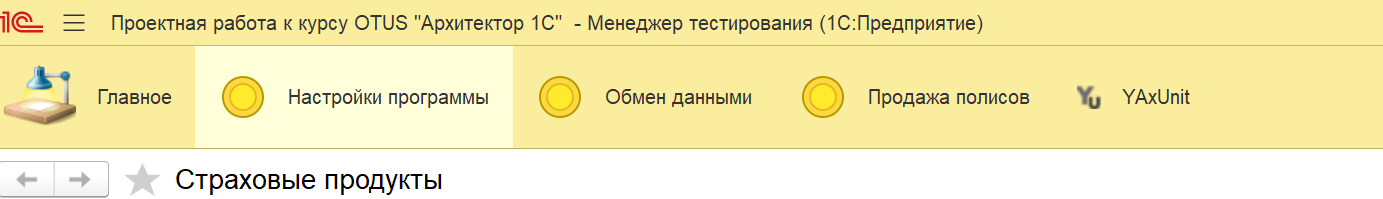 1С Проектная работа к курсу OTUS "Архитектор 1С" - Менеджер тестирования (1С:Предприятие)
Главное Настройки программы Обмен данными Продажа полисов Yu YAxUnit
Страховые продукты